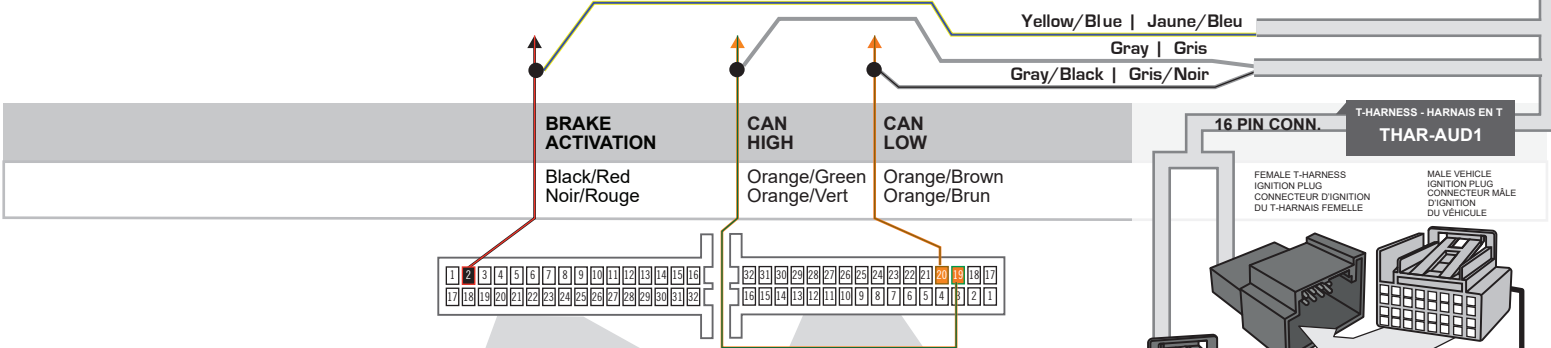 Yellow/Blue | Jaune/Bleu
Gray | Gris
Gray/Black | Gris/Noir
BRAKE
ACTIVATION
CAN
HIGH
CAN
LOW
16 PIN CONN.
T-HARNESS - HARNAIS EN T
THAR-AUD1
Black/Red
Noir/Rouge
Orange/Green
Orange/Vert
Orange/Brown
Orange/Brun
FEMALE T-HARNESS
IGNITION PLUG
CONNECTEUR D'IGNITION
DU T-HARNAIS FEMELLE
MALE VEHICLE
IGNITION PLUG
CONNECTEUR MÂLE
D'IGNITION
DU VÉHICULE
1 2 3 4 5 6 7 8 9 10 11 12 13 14 15 16
17 18 19 20 21 22 23 24 25 26 27 28 29 30 31 32
32 31 30 29 28 27 26 25 24 23 22 21 20 19 18 17
16 15 14 13 12 11 10 9 8 7 6 5 4 3 2 1